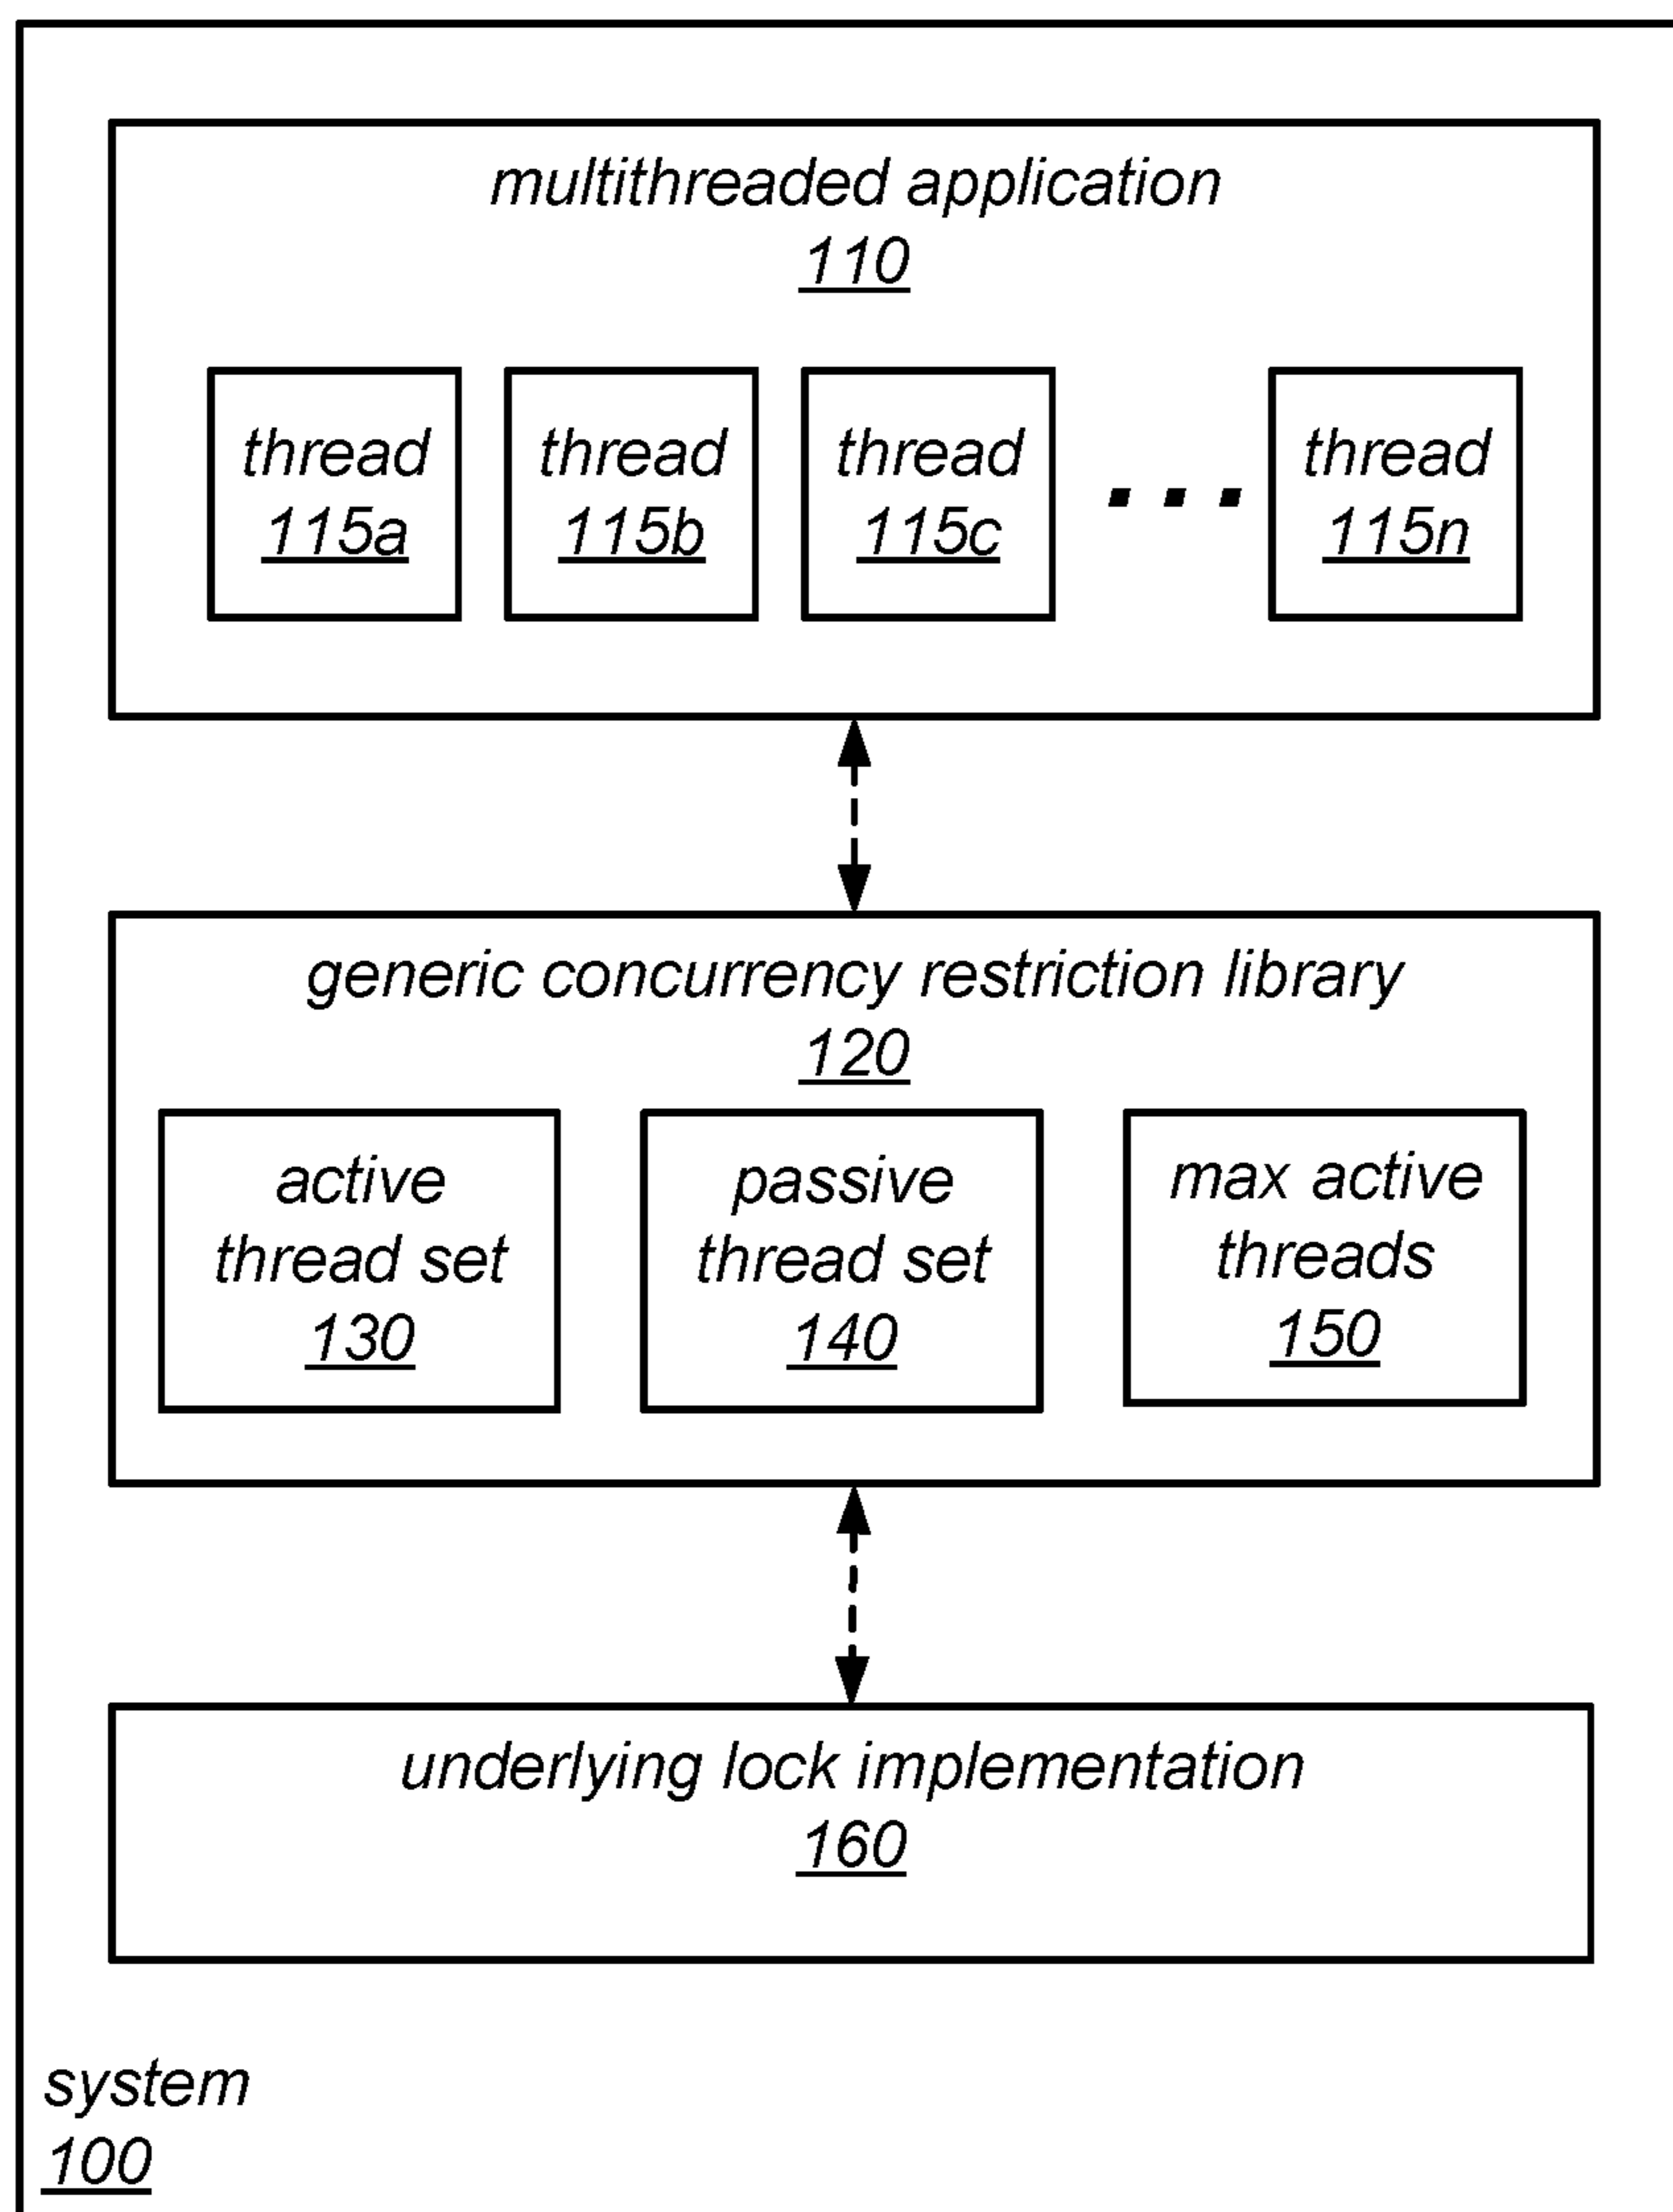 multithreaded application
110
thread
115a
thread
115b
thread
115c
thread
115n
generic concurrency restriction library
120
active
thread set
130
passive
thread set
140
max active
threads
150
underlying lock implementation
160
system
100